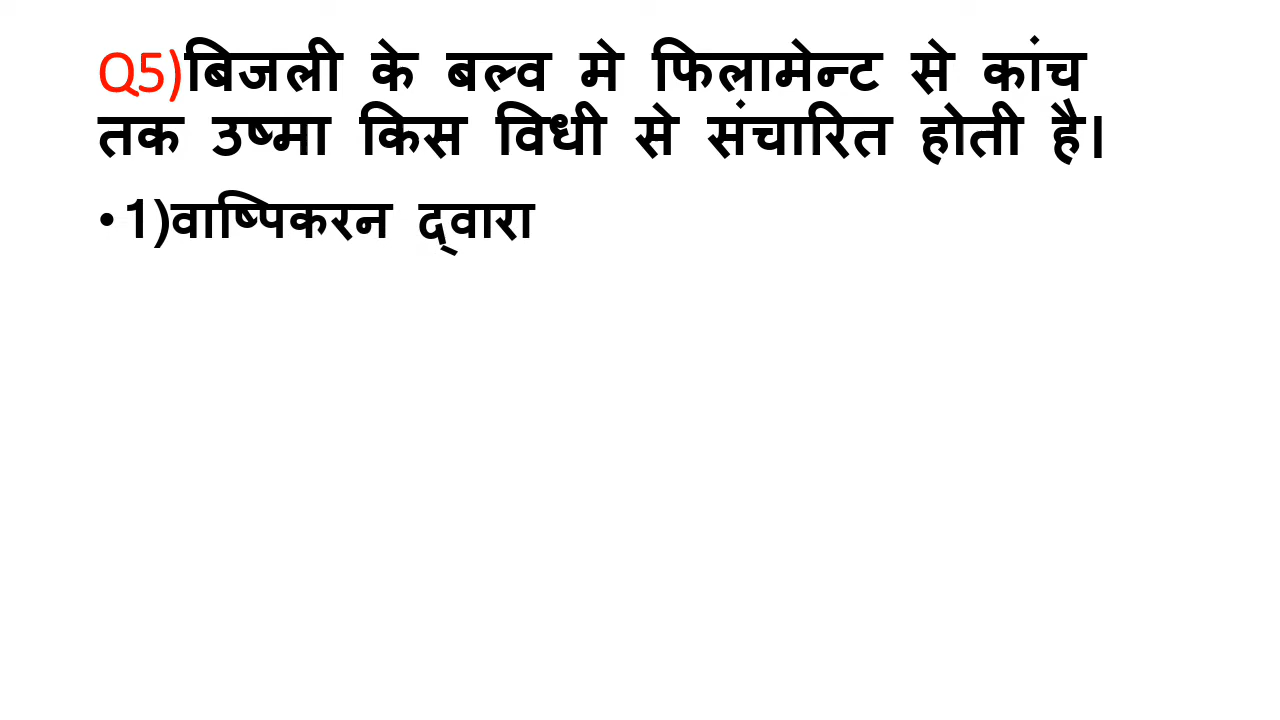 Q5)बिजली के बल्व मे फिलामेन्ट से कांच
तक उष्मा किस विधी से संचारित होती है।
•1)वाष्पिकरन द्वारा